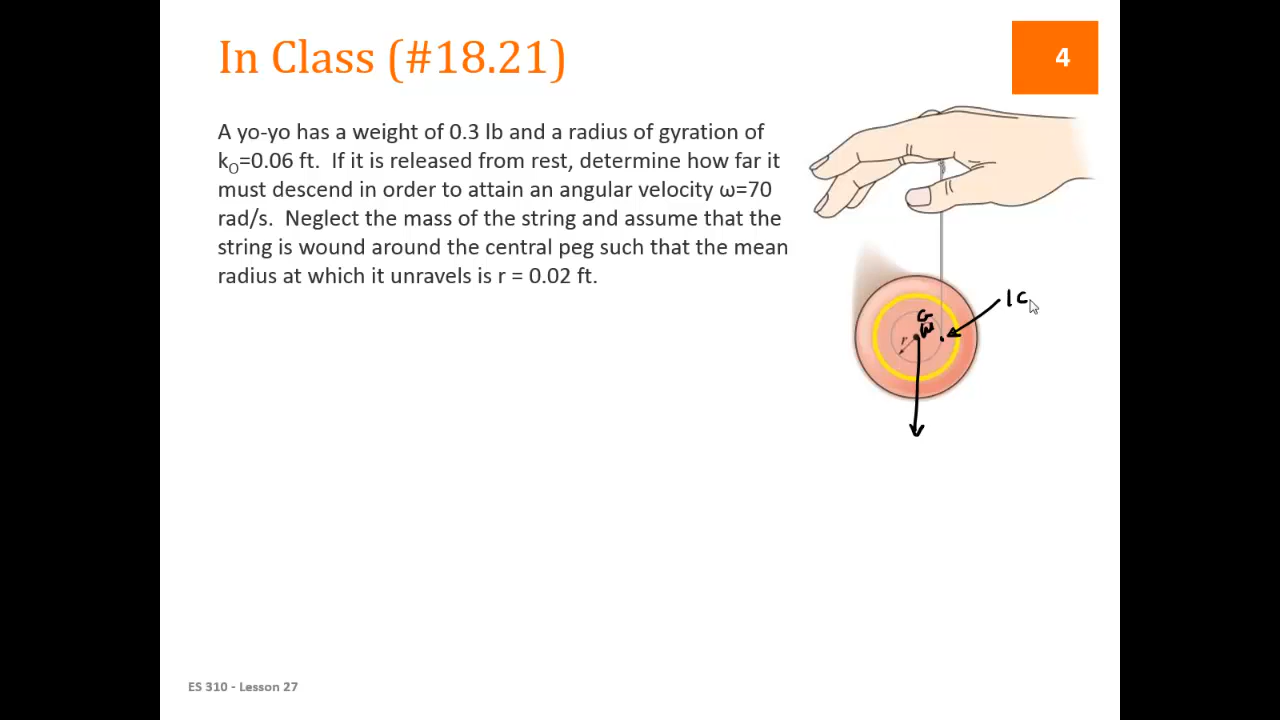 In Class (#18.21)
4
A yo-yo has a weight of 0.3 lb and a radius of gyration of
kO=0.06 ft. If it is released from rest, determine how far it
must descend in order to attain an angular velocity ω=70
rad/s. Neglect the mass of the string and assume that the
string is wound around the central peg such that the mean
radius at which it unravels is r = 0.02 ft.
IC
G
W
r
ES 310 - Lesson 27